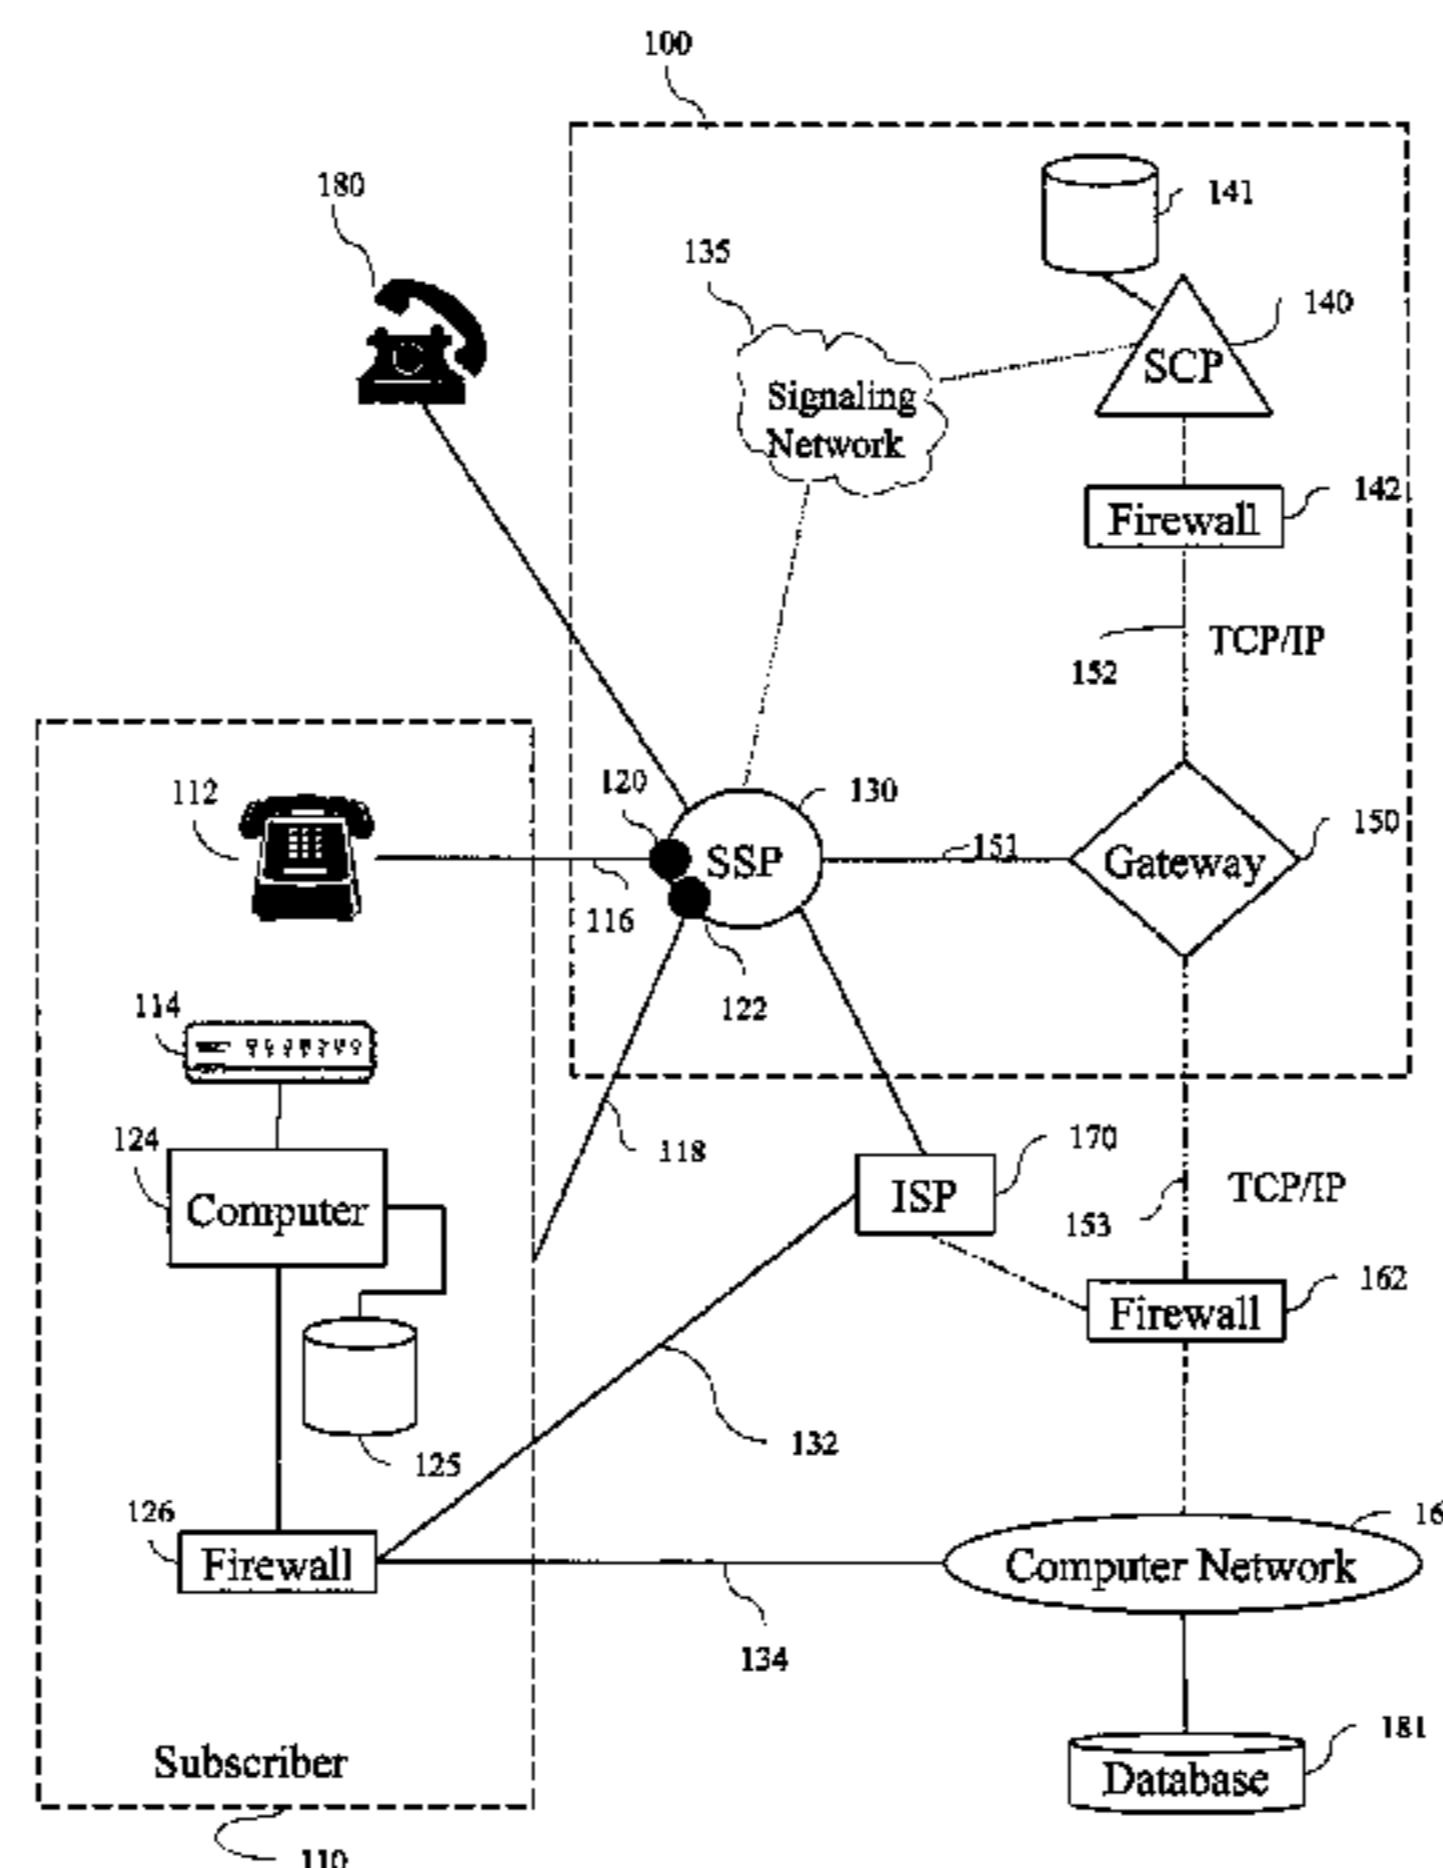 100
180
141
135
140
SCP
Signaling
Network
142
Firewall
TCP/IP
152
120
130
112
150
SSP
151
Gateway
116
122
114
118
170
124
ISP
TCP/IP
Computer
153
162
Firewall
132
125
126
16
Firewall
Computer Network
134
181
Subscriber
Database
110